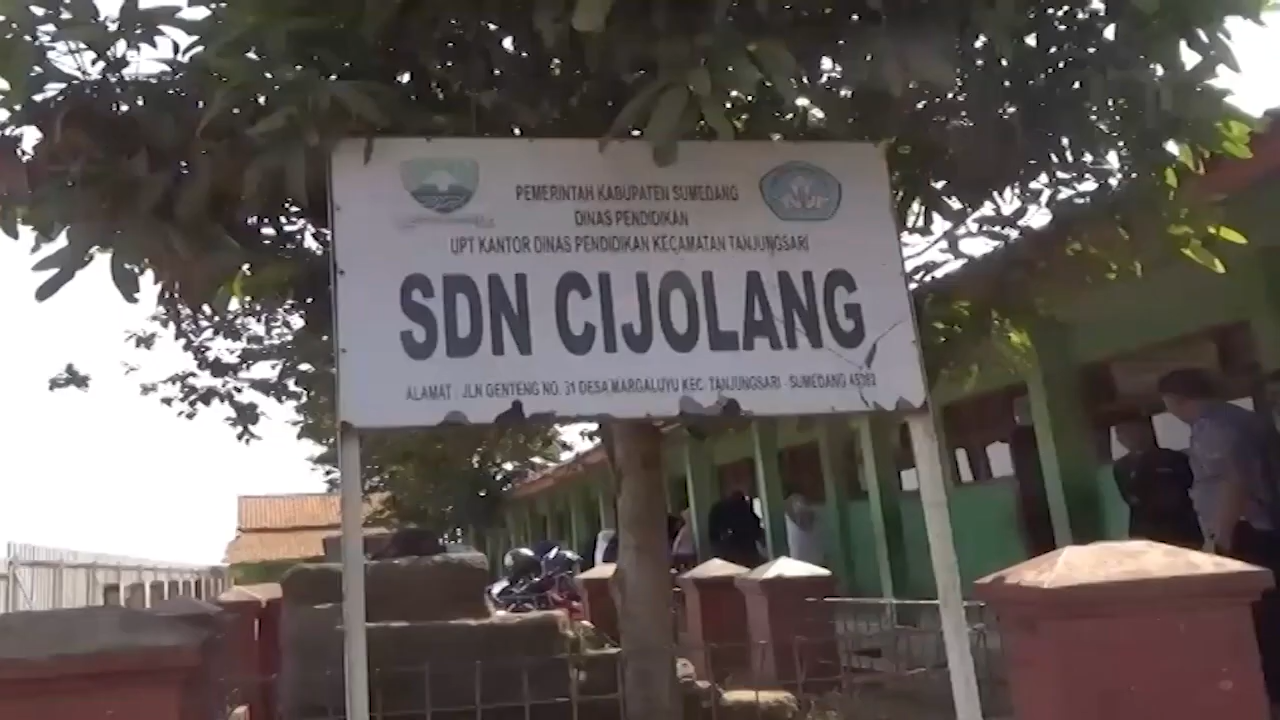 PEMERINTAH KABUPATEN SUMEDANG
DINAS PENDIDIKAN
UPT KANTOR DINAS PENDIDIKAN KECAMATAN TANJUNGSARI
SDN CIJOLANG
ALAMAT : JLN GENTENG NO. 31 DESA MARGALUYU KEC. TANJUNGSARI - SUMEDANG